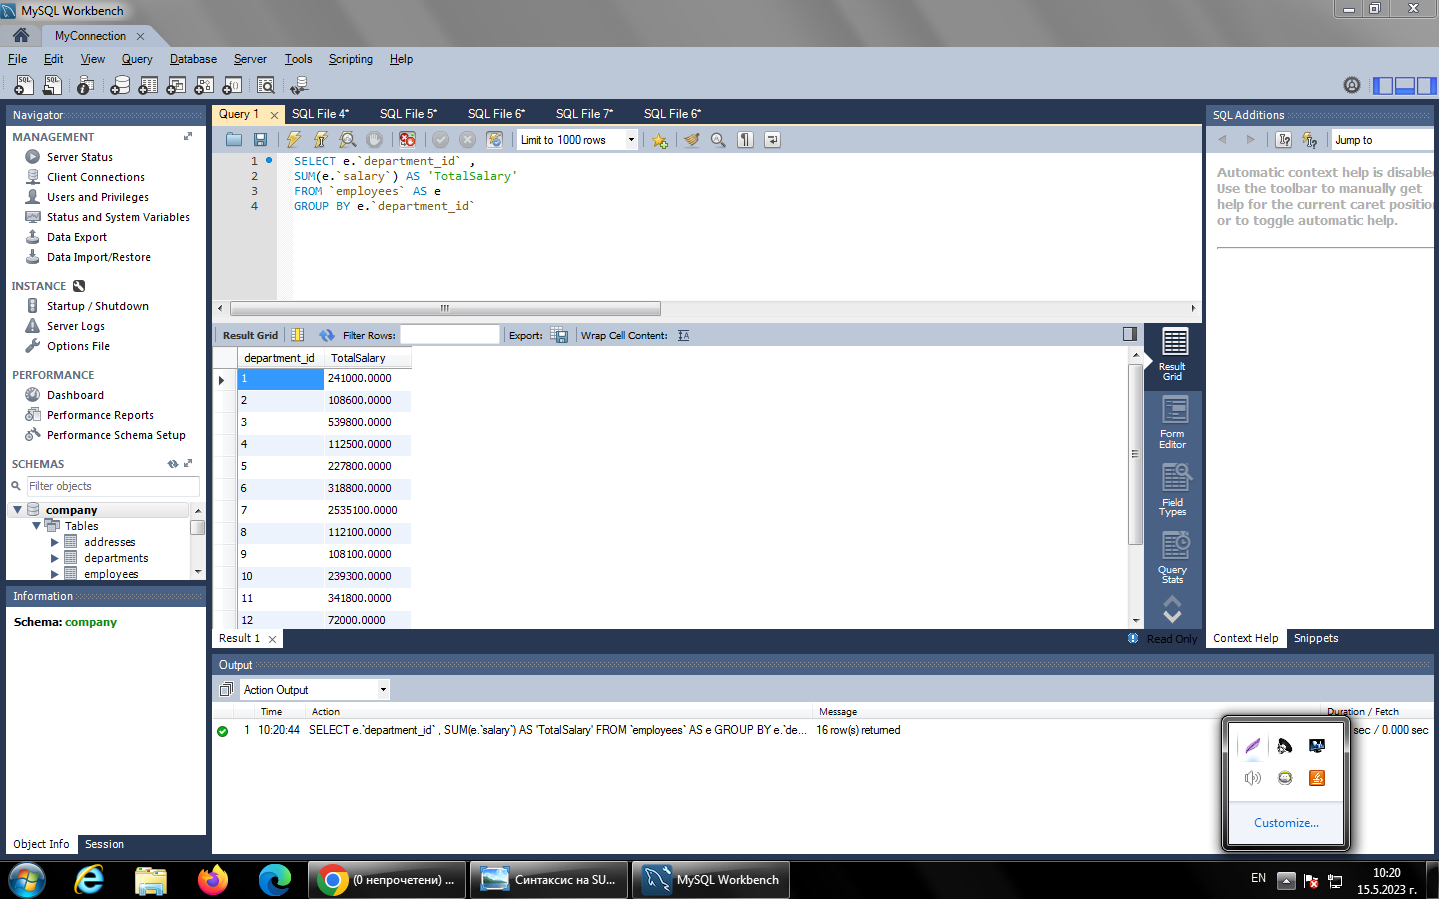 MySQL Workbench
MyConnection
File Edit View Query Database Server Tools Scripting Help
Navigator
MANAGEMENT
Server Status
Client Connections
Users and Privileges
Status and System Variables
Data Export
Data Import/Restore
INSTANCE
Startup / Shutdown
Server Logs
Options File
PERFORMANCE
Dashboard
Performance Reports
Performance Schema Setup
SCHEMAS
Filter objects
company
Tables
addresses
departments
employees
Information
Schema: company
Object Info Session
Query 1 SQL File 4* SQL File 5* SQL File 6* SQL File 7* SQL File 6*
Limit to 1000 rows
1 SELECT e.`department_id` ,
2 SUM(e.`salary`) AS 'TotalSalary'
3 FROM `employees` AS e
4 GROUP BY e.`department_id`
Result Grid Filter Rows: Export: Wrap Cell Content:
department_id TotalSalary
1 241000.0000
2 108600.0000
3 539800.0000
4 112500.0000
5 227800.0000
6 318800.0000
7 2535100.0000
8 112100.0000
9 108100.0000
10 239300.0000
11 341800.0000
12 72000.0000
Result Grid
Form Editor
Field Types
Query Stats
Result 1
Read Only
SQL Additions
Jump to
Automatic context help is disable
Use the toolbar to manually get
help for the current caret position
or to toggle automatic help.
Context Help Snippets
Output
Action Output
Time Action Message Duration / Fetch
1 10:20:44 SELECT e.`department_id` , SUM(e.`salary`) AS 'TotalSalary' FROM `employees` AS e GROUP BY e.`de... 16 row(s) returned sec / 0.000 sec
Customize...
(0 непрочетени) ...
Синтаксис на SU...
MySQL Workbench
EN
10:20
15.5.2023 г.